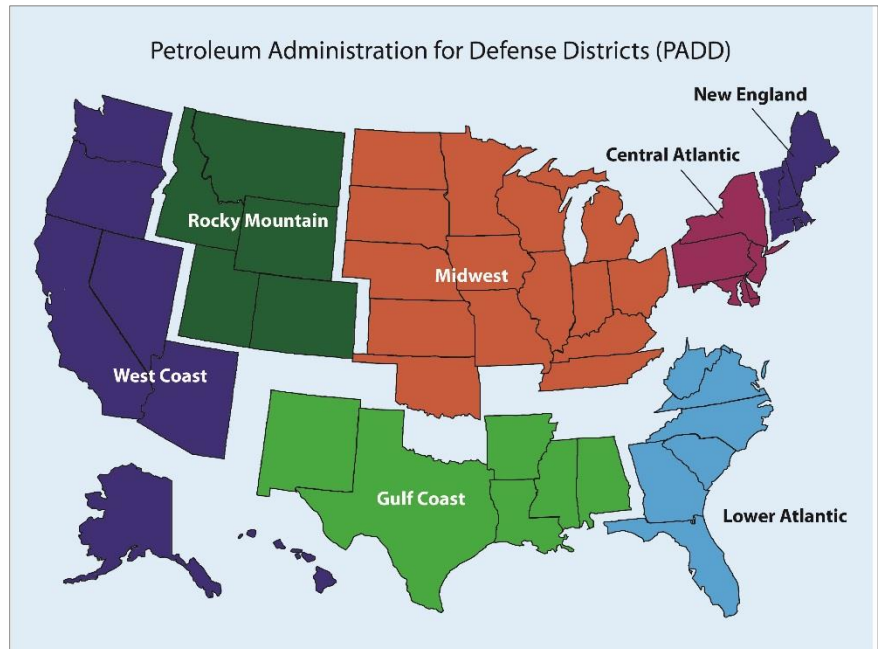 Petroleum Administration for Defense Districts (PADD)
New England
Central Atlantic
Rocky Mountain
Midwest
West Coast
Gulf Coast
Lower Atlantic